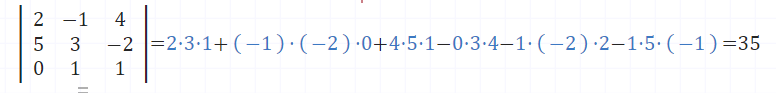 | 2 −1 4 |
| 5 3 −2 | =2·3·1+(−1)·(−2)·0+4·5·1−0·3·4−1·(−2)·2−1·5·(−1)=35
| 0 1 1 |
=